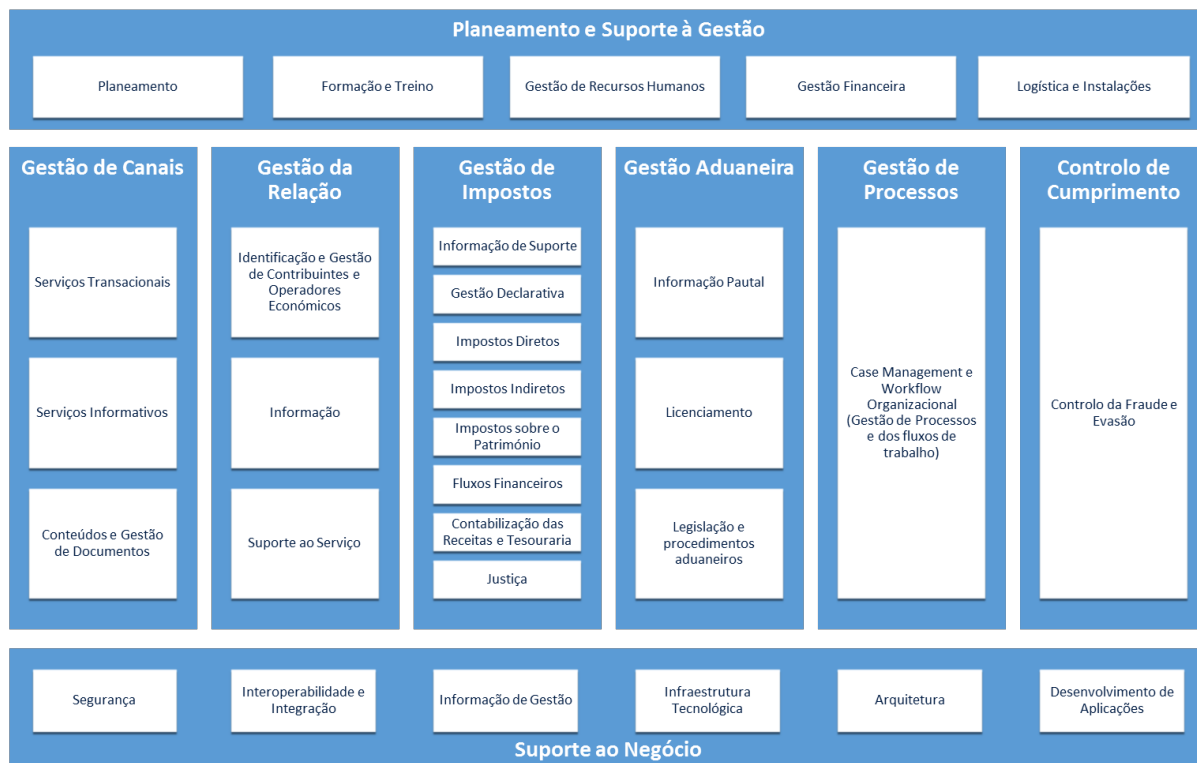 Planeamento e Suporte à Gestão
Planeamento
Formação e Treino
Gestão de Recursos Humanos
Gestão Financeira
Logística e Instalações
Gestão de Canais
Serviços Transacionais
Serviços Informativos
Conteúdos e Gestão
de Documentos
Gestão da
Relação
Identificação e Gestão
de Contribuintes e
Operadores
Económicos
Informação
Suporte ao Serviço
Gestão de
Impostos
Informação de Suporte
Gestão Declarativa
Impostos Diretos
Impostos Indiretos
Impostos sobre o
Património
Fluxos Financeiros
Contabilização das
Receitas e Tesouraria
Justiça
Gestão Aduaneira
Informação Pautal
Licenciamento
Legislação e
procedimentos
aduaneiros
Gestão de
Processos
Case Management e
Workflow
Organizacional
(Gestão de Processos
e dos fluxos de
trabalho)
Controlo de
Cumprimento
Controlo da Fraude e
Evasão
Segurança
Interoperabilidade e
Integração
Informação de Gestão
Infraestrutura
Tecnológica
Arquitetura
Desenvolvimento de
Aplicações
Suporte ao Negócio